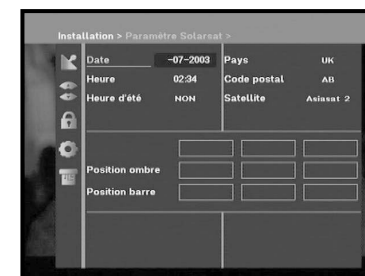 Installation > Paramètre Solarsat >
Date -07-2003 Pays UK
Heure 02:34 Code postal AB
Heure d'été NON Satellite Asiasat 2
Position ombre
Position barre